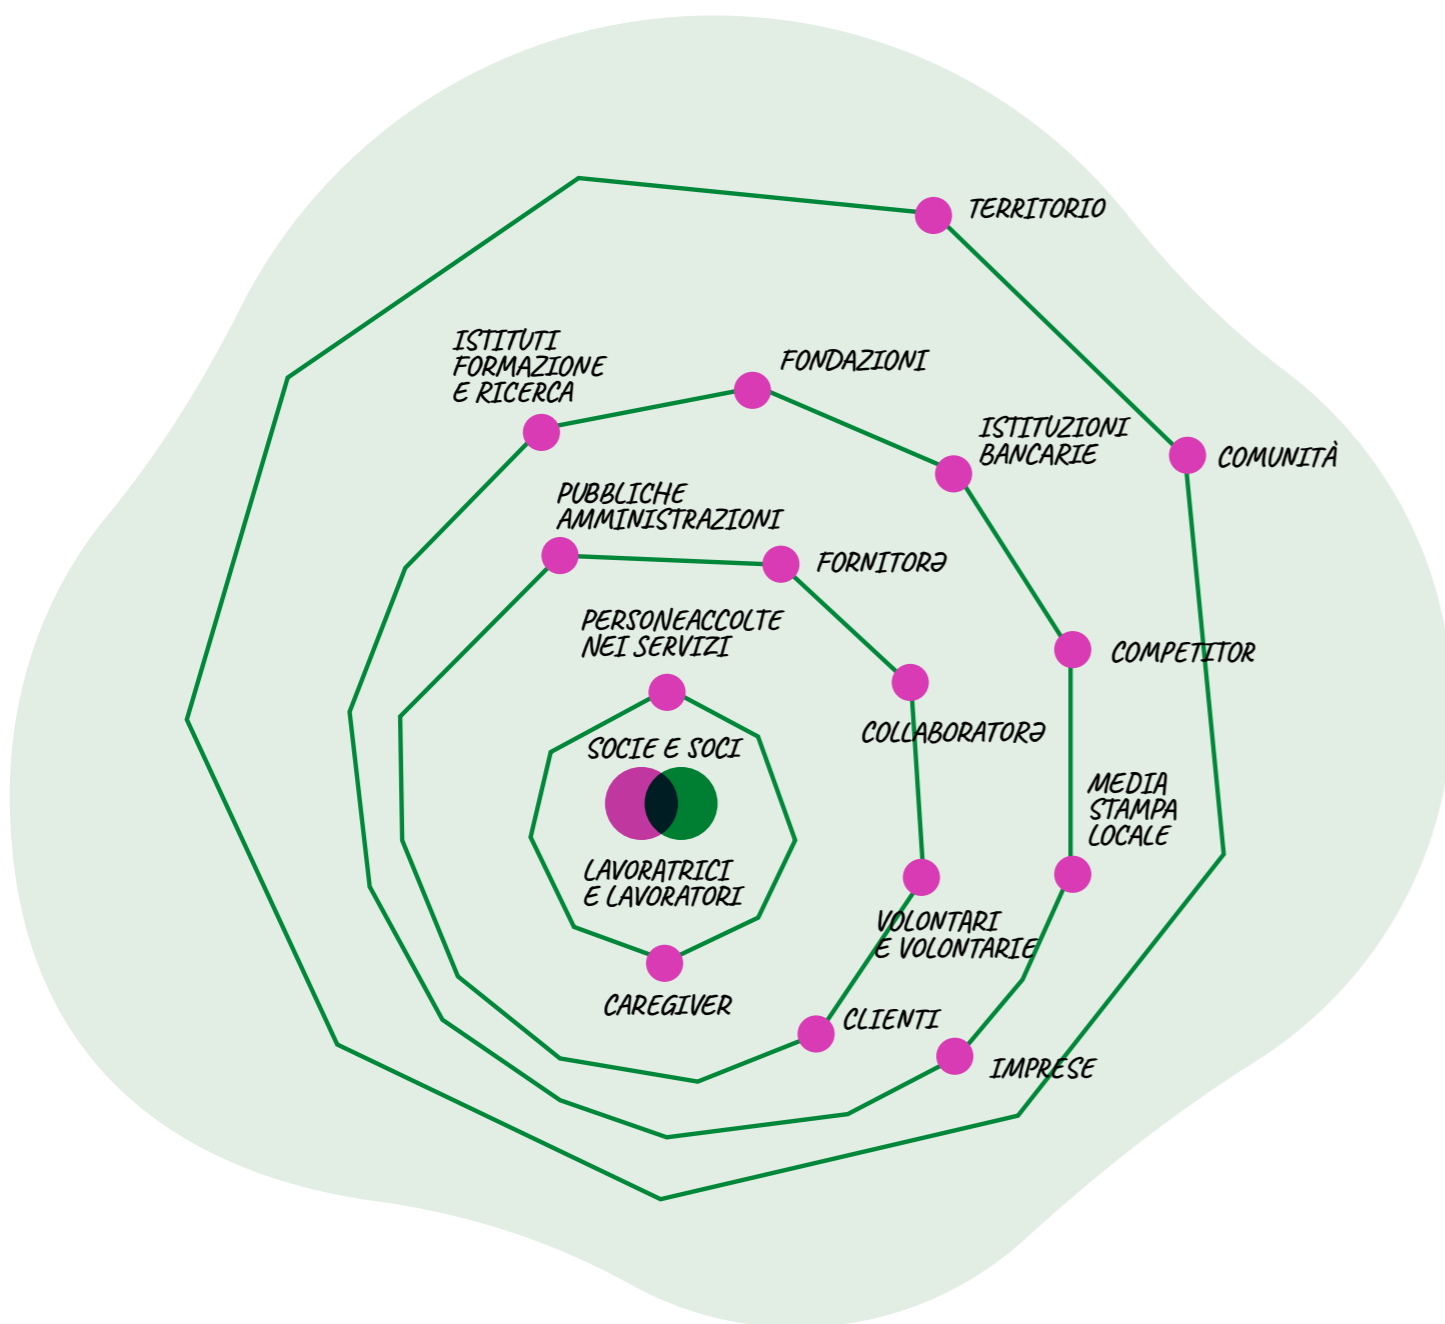 TERRITORIO
ISTITUTI
FORMAZIONE
E RICERCA
FONDAZIONI
ISTITUZIONI
BANCARIE
COMUNITÀ
PUBBLICHE
AMMINISTRAZIONI
FORNITORƏ
PERSONEACCOLTE
NEI SERVIZI
COMPETITOR
COLLABORATORƏ
SOCIE E SOCI
MEDIA
STAMPA
LOCALE
LAVORATRICI
E LAVORATORI
VOLONTARI
E VOLONTARIE
CAREGIVER
CLIENTI
IMPRESE